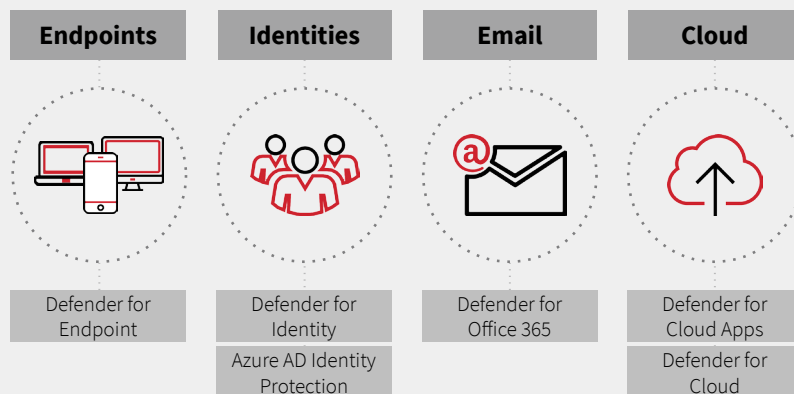 Endpoints
Identities
Email
Cloud
@
Defender for
Endpoint
Defender for
Identity
Azure AD Identity
Protection
Defender for
Office 365
Defender for
Cloud Apps
Defender for
Cloud